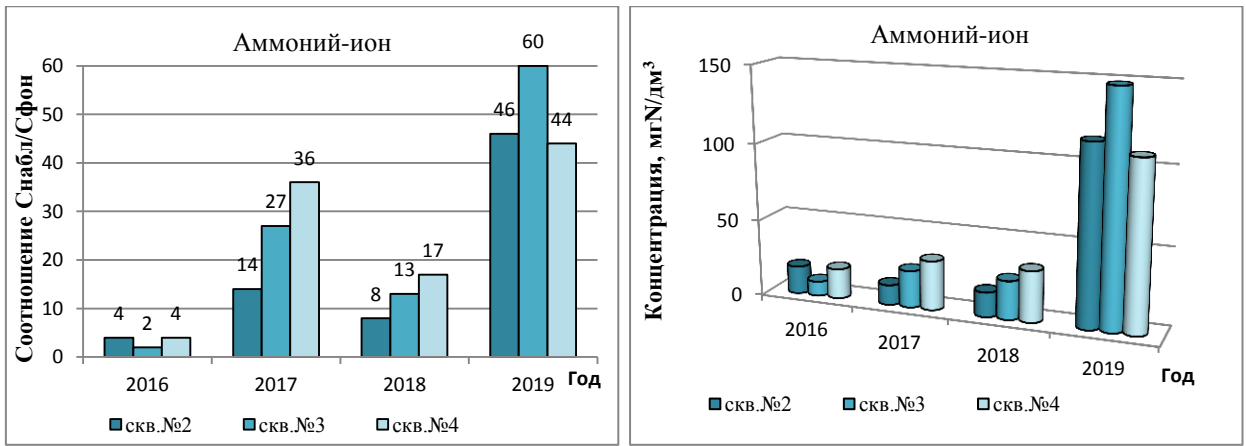 Аммоний-ион
Соотношение Cнабл/Cфон
60
50
40
30
20
10
0
4
2
4
14
27
36
8
13
17
46
60
44
2016
2017
2018
2019
Год
скв.№2
скв.№3
скв.№4
Аммоний-ион
Концентрация, мгN/дм³
150
100
50
0
2016
2017
2018
2019
Год
скв.№2
скв.№3
скв.№4